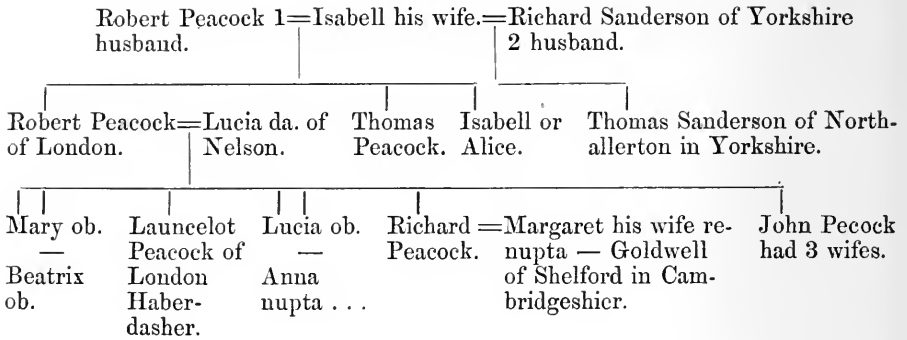 Robert Peacock 1=Isabell his wife.=Richard Sanderson of Yorkshire
husband. 2 husband.
Robert Peacock=Lucia da. of Thomas Isabell or Thomas Sanderson of North-
of London. Nelson. Peacock. Alice. allerton in Yorkshire.
Mary ob. Launcelot Lucia ob. Richard=Margaret his wife re- John Pecock
— Peacock of — Peacock. nupta — Goldwell had 3 wifes.
Beatrix London Anna of Shelford in Cam-
ob. Haber- nupta . . . bridgeshier.
dasher.